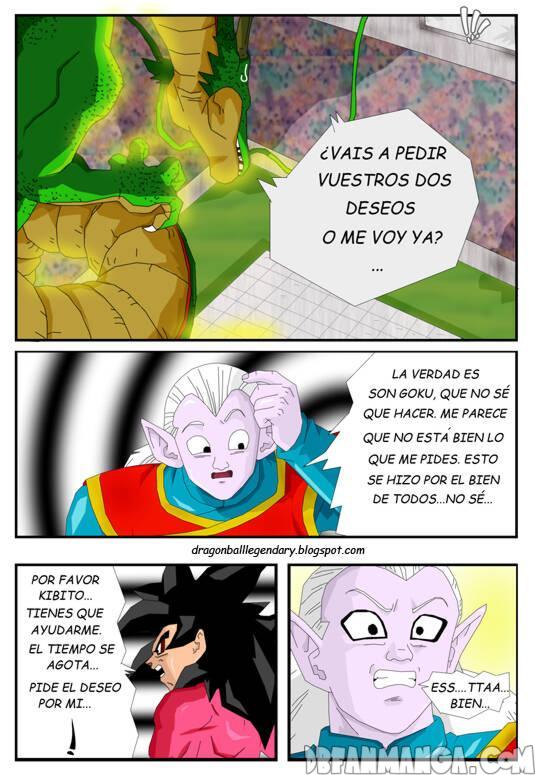 ¿VAIS A PEDIR
VUESTROS DOS
DESEOS
O ME VOY YA?
...
LA VERDAD ES
SON GOKU, QUE NO SÉ
QUE HACER. ME PARECE
QUE NO ESTÁ BIEN LO
QUE ME PIDES. ESTO
SE HIZO POR EL BIEN
DE TODOS...NO SÉ...
dragonballlegendary.blogspot.com
POR FAVOR
KIBITO...
TIENES QUE
AYUDARME.
EL TIEMPO SE
AGOTA...
PIDE EL DESEO
POR MI...
ESS....TTAA...
BIEN...
DBFANMANGA.COM